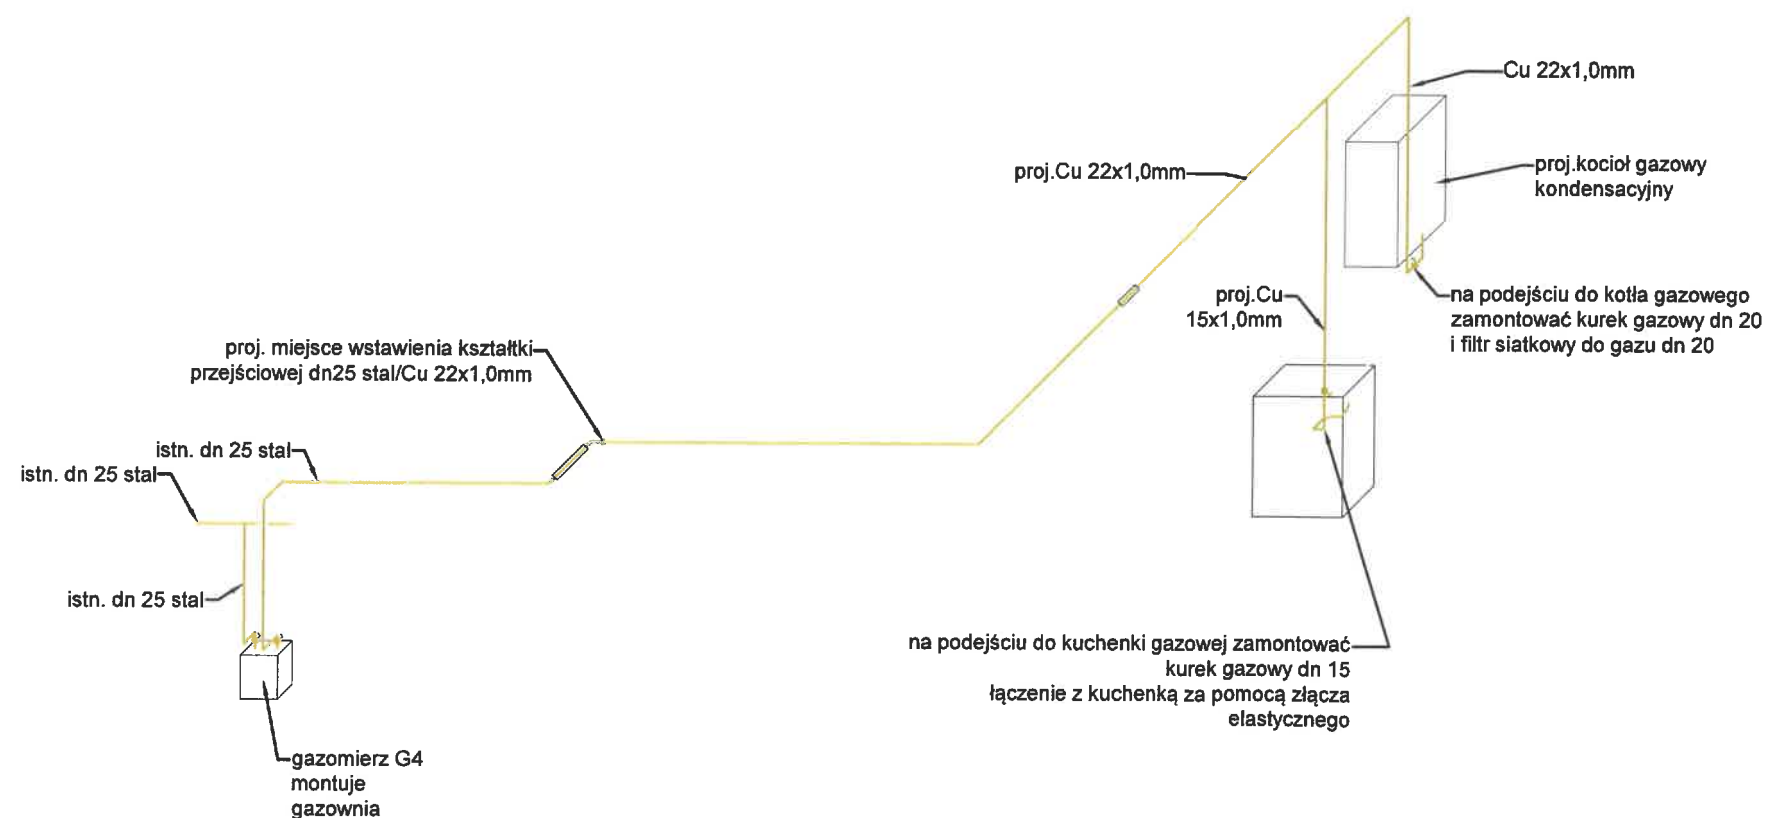 Cu 22x1,0mm
proj.Cu 22x1,0mm
proj.kocioł gazowy
kondensacyjny
proj.Cu
15x1,0mm
na podejściu do kotła gazowego
zamontować kurek gazowy dn 20
i filtr siatkowy do gazu dn 20
proj. miejsce wstawienia kształtki
przejściowej dn25 stal/Cu 22x1,0mm
istn. dn 25 stal
istn. dn 25 stal
istn. dn 25 stal
na podejściu do kuchenki gazowej zamontować
kurek gazowy dn 15
łączenie z kuchenką za pomocą złącza
elastycznego
gazomierz G4
montuje
gazownia